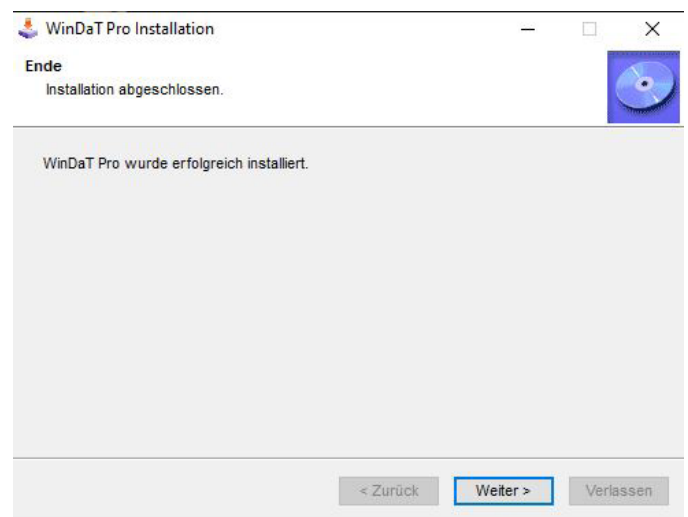 WinDaT Pro Installation
Ende
Installation abgeschlossen.
WinDaT Pro wurde erfolgreich installiert.
< Zurück Weiter > Verlassen